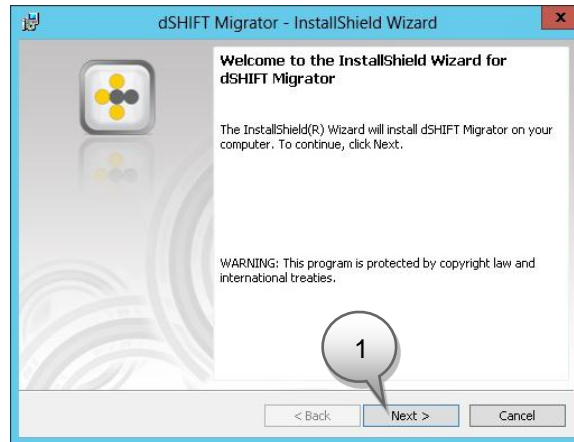 dSHIFT Migrator - InstallShield Wizard
x
Welcome to the InstallShield Wizard for
dSHIFT Migrator
The InstallShield(R) Wizard will install dSHIFT Migrator on your
computer. To continue, click Next.
WARNING: This program is protected by copyright law and
international treaties.
1
< Back Next > Cancel